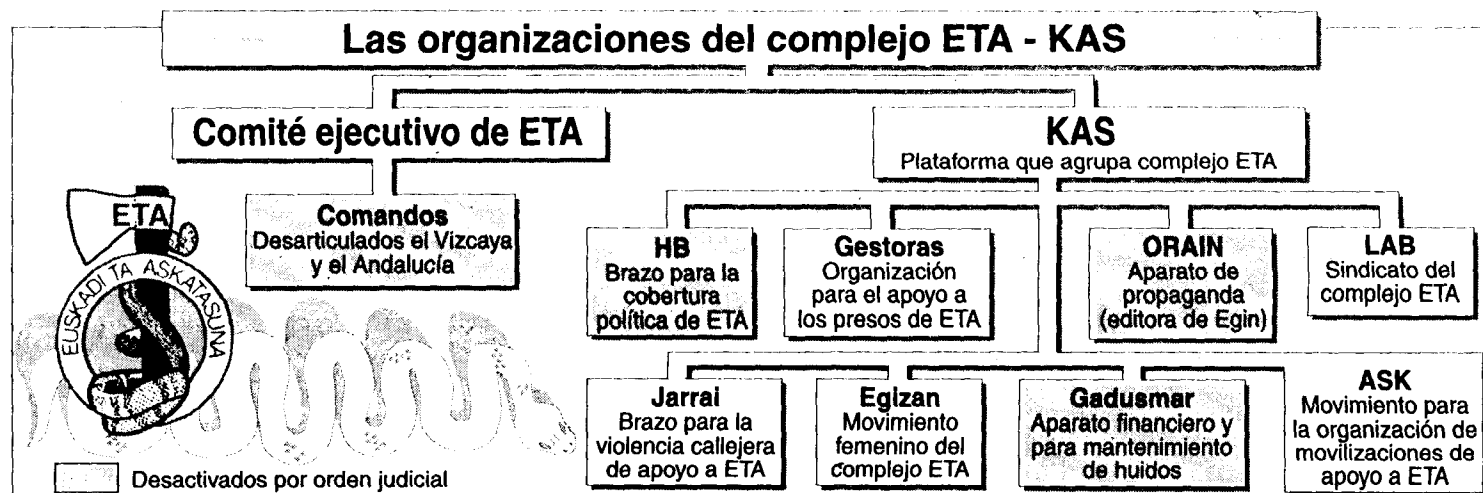 Las organizaciones del complejo ETA - KAS
Comité ejecutivo de ETA
KAS
Plataforma que agrupa complejo ETA
Comandos
Desarticulados el Vizcaya
y el Andalucía
ETA
EUSKADI TA ASKATASUNA
HB
Brazo para la
cobertura
política de ETA
Gestoras
Organización
para el apoyo a
los presos de ETA
ORAIN
Aparato de
propaganda
(editora de Egin)
LAB
Sindicato del
complejo ETA
Jarrai
Brazo para la
violencia callejera
de apoyo a ETA
Egizan
Movimiento
femenino del
complejo ETA
Gadusmar
Aparato financiero y
para mantenimiento
de huidos
ASK
Movimiento para
la organización de
movilizaciones de
apoyo a ETA
Desactivados por orden judicial